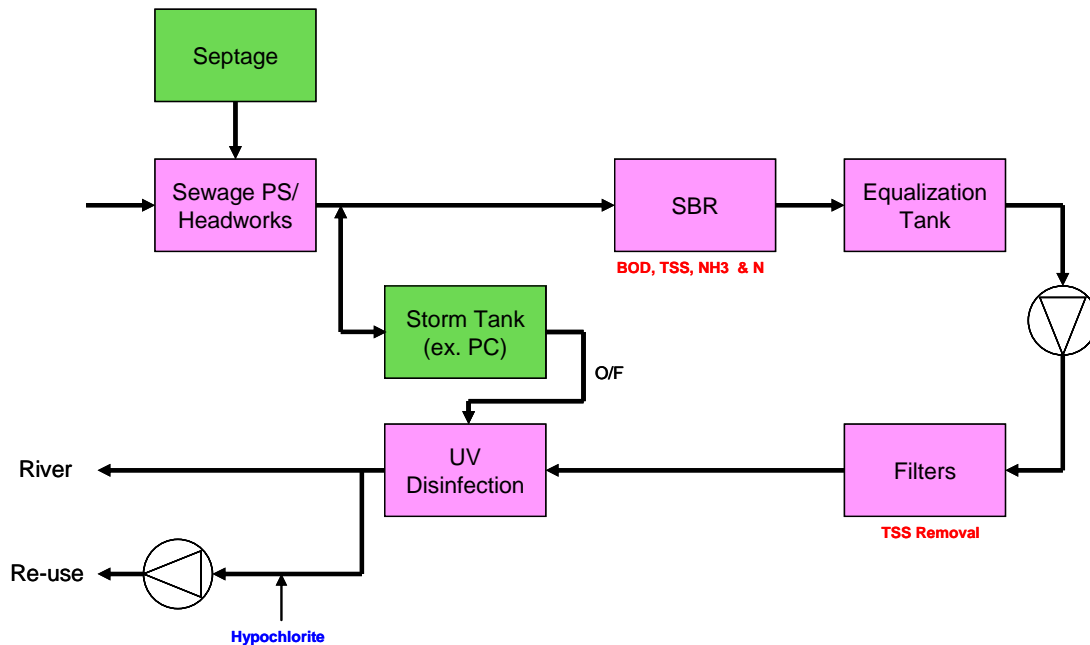 Septage
Sewage PS/
Headworks
SBR
Equalization
Tank
BOD, TSS, NH3 & N
Storm Tank
(ex. PC)
O/F
UV
Disinfection
Filters
River
TSS Removal
Re-use
Hypochlorite